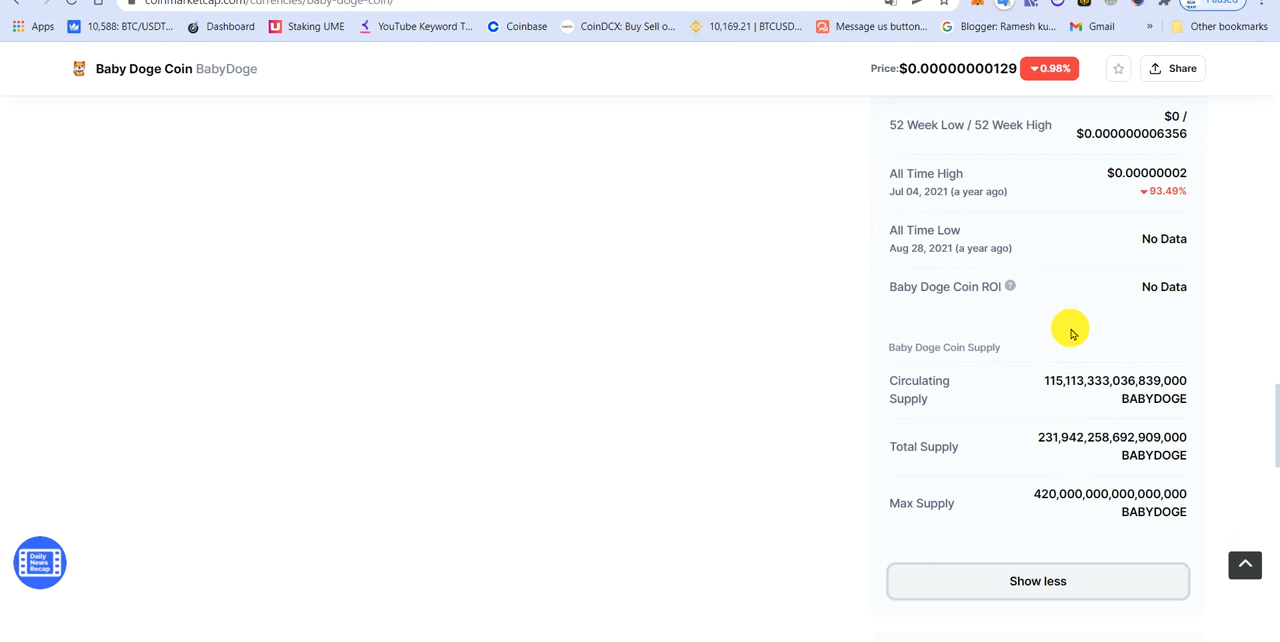 coinmarketcap.com/currencies/baby-doge-coin/
Paused
Apps 10,588: BTC/USDT... Dashboard Staking UME YouTube Keyword T... Coinbase CoinDCX: Buy Sell o... 10,169.21 | BTCUSD... Message us button... Blogger: Ramesh ku... Gmail » Other bookmarks
Baby Doge Coin BabyDoge
Price:$0.00000000129 0.98% Share
52 Week Low / 52 Week High
$0 /
$0.000000006356
All Time High
Jul 04, 2021 (a year ago)
$0.00000002
93.49%
All Time Low
Aug 28, 2021 (a year ago)
No Data
Baby Doge Coin ROI ?
No Data
Baby Doge Coin Supply
Circulating
Supply
115,113,333,036,839,000
BABYDOGE
Total Supply
231,942,258,692,909,000
BABYDOGE
Max Supply
420,000,000,000,000,000
BABYDOGE
Show less
Daily
News
Recap